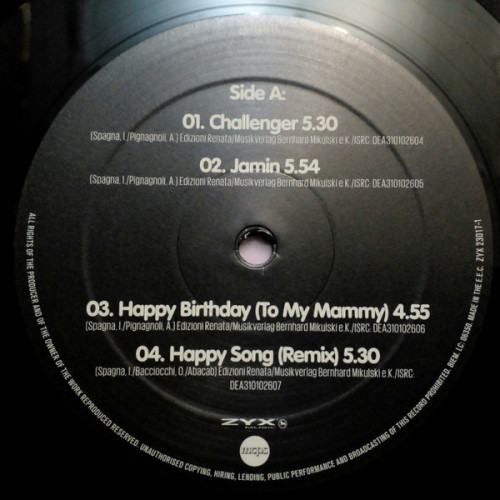 Side A:
01. Challenger 5.30
(Spagna, I./Pignagnoli, A.) Edizioni Renata/Musikverlag Bernhard Mikulski e.K./ISRC: DEA310102604
02. Jamin 5.54
(Spagna, I./Pignagnoli, A.) Edizioni Renata/Musikverlag Bernhard Mikulski e.K./ISRC: DEA310102605
03. Happy Birthday (To My Mammy) 4.55
(Spagna, I./Pignagnoli, A.) Edizioni Renata/Musikverlag Bernhard Mikulski e.K./ISRC: DEA310102606
04. Happy Song (Remix) 5.30
(Spagna, I./Bacciocchi, O./Abacab) Edizioni Renata/Musikverlag Bernhard Mikulski e.K./ISRC:
DEA310102607
ZYX
MUSIC
mcps
ALL RIGHTS OF THE PRODUCER AND OF THE OWNER OF THE WORK REPRODUCED RESERVED. UNAUTHORISED COPYING, HIRING, LENDING, PUBLIC PERFORMANCE AND BROADCASTING OF THIS RECORD PROHIBITED. BIEM. LC: 06350. MADE IN THE E.E.C. ZYX 23017-1